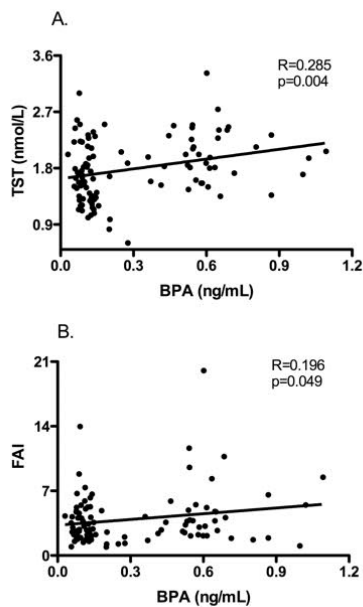 A.
R=0.285
p=0.004
TST (nmol/L)
3.6
2.7
1.8
0.9
0.0 0.3 0.6 0.9 1.2
BPA (ng/mL)
B.
R=0.196
p=0.049
FAI
21
14
7
0
0.0 0.3 0.6 0.9 1.2
BPA (ng/mL)